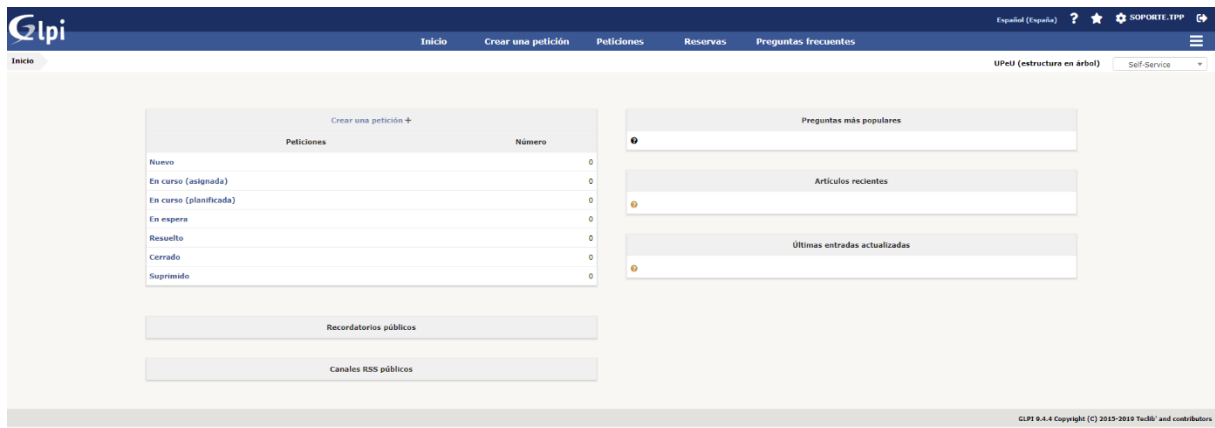 Glpi
Español (España) ? SOPORTE.TPP
Inicio Crear una petición Peticiones Reservas Preguntas frecuentes
Inicio
UPeU (estructura en árbol) Self-Service
Crear una petición +
Peticiones Número
Nuevo 0
En curso (asignada) 0
En curso (planificada) 0
En espera 0
Resuelto 0
Cerrado 0
Suprimido 0
Recordatorios públicos
Canales RSS públicos
Preguntas más populares
Artículos recientes
Últimas entradas actualizadas
GLPI 9.4.4 Copyright (C) 2015-2019 Teclib' and contributors